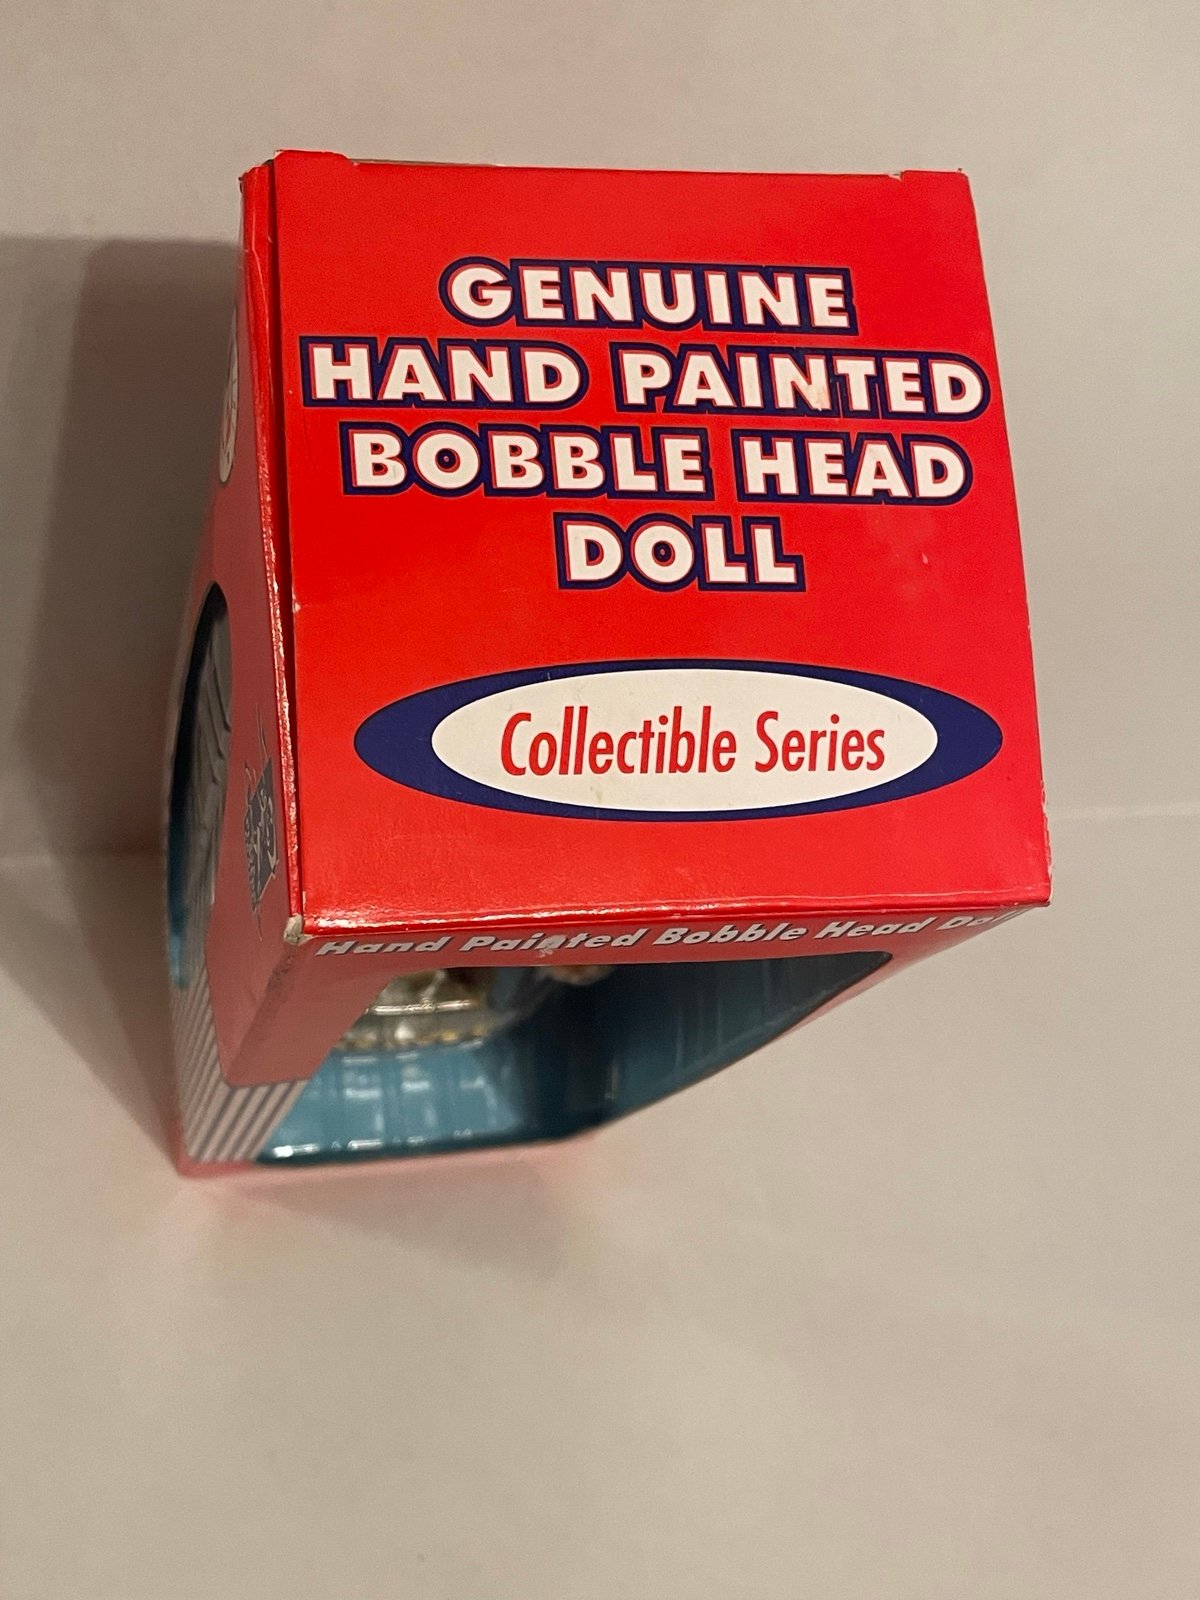 GENUINE
HAND PAINTED
BOBBLE HEAD
DOLL
Collectible Series
Hand Painted Bobble Head Doll